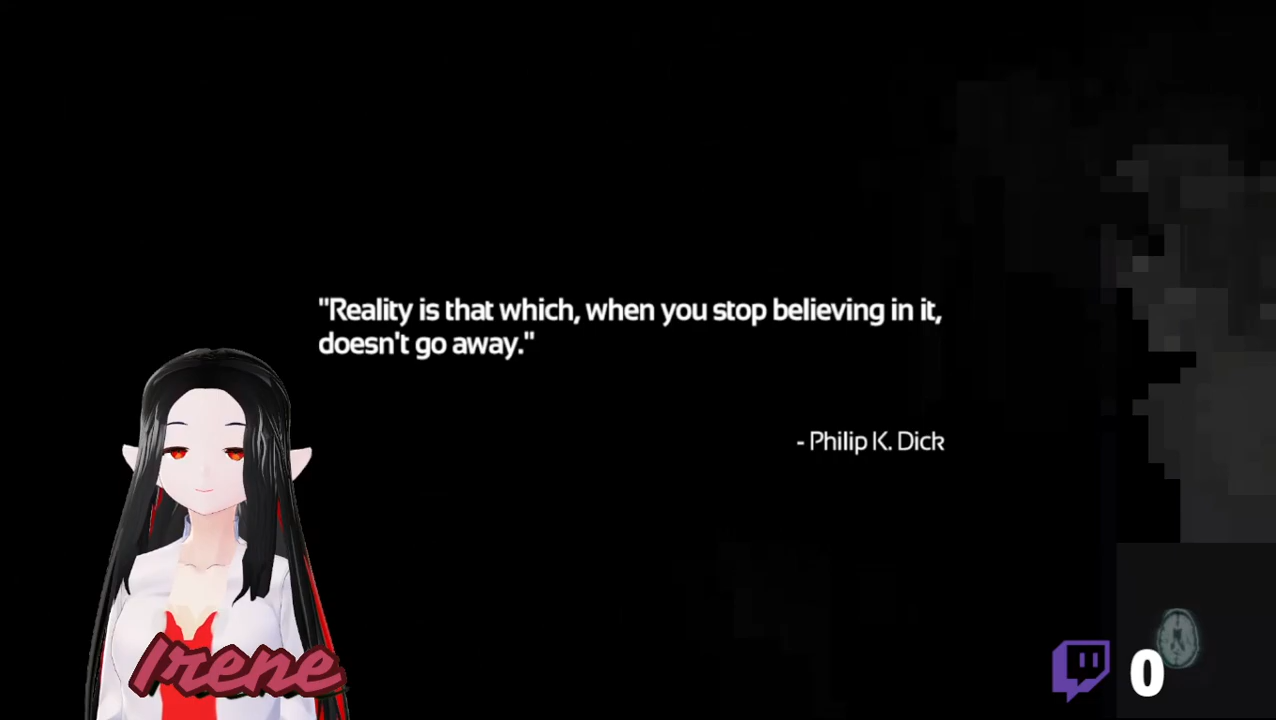 "Reality is that which, when you stop believing in it,
doesn't go away."
- Philip K. Dick
Irene
0